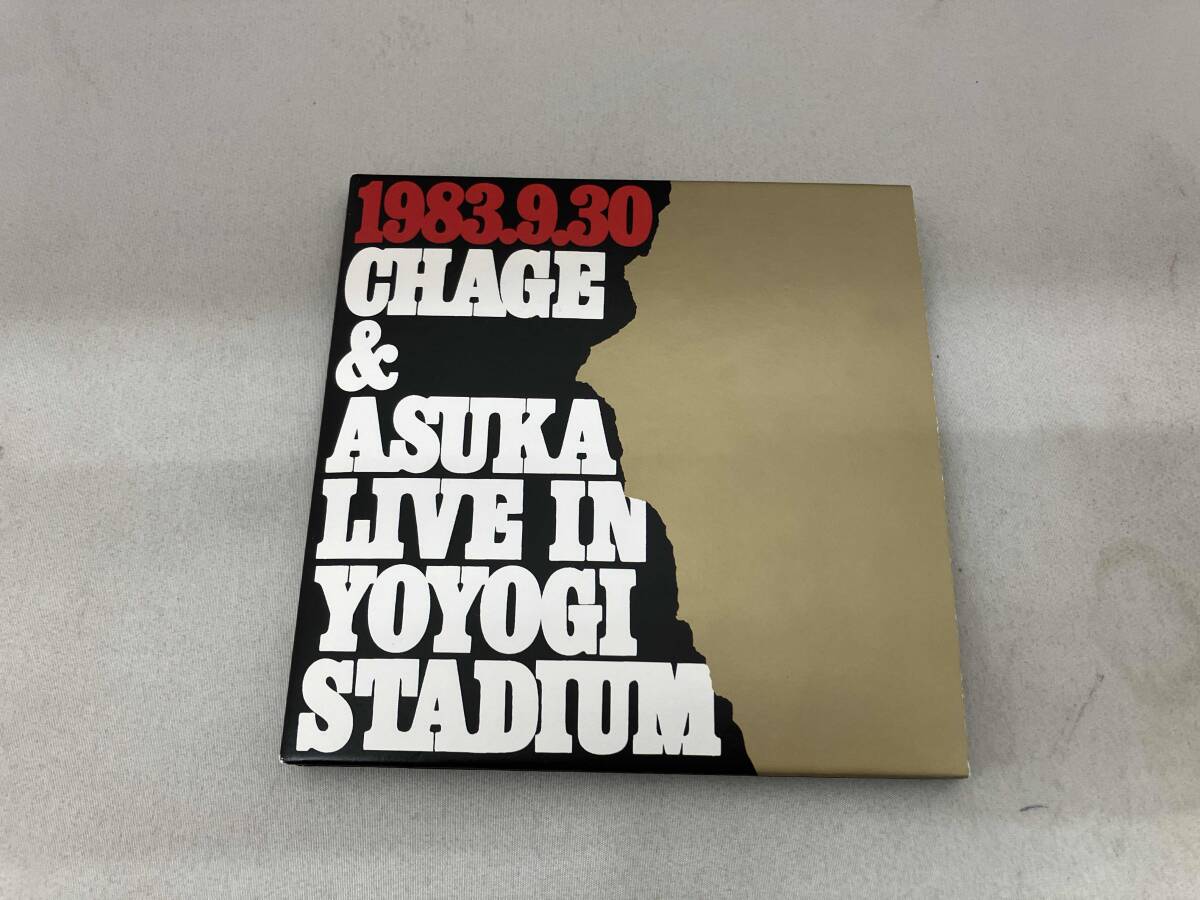 1983.9.30
CHAGE
&
ASUKA
LIVE IN
YOYOGI
STADIUM